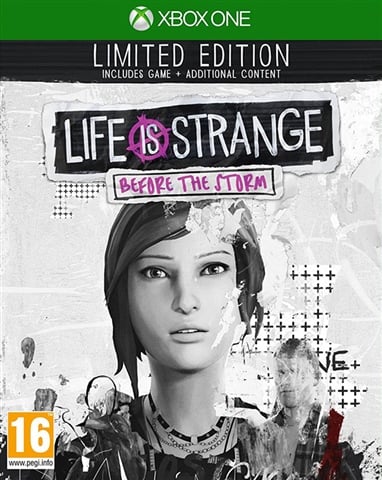 XBOX ONE
LIMITED EDITION
INCLUDES GAME + ADDITIONAL CONTENT
LIFE IS STRANGE
BEFORE THE STORM
16
www.pegi.info